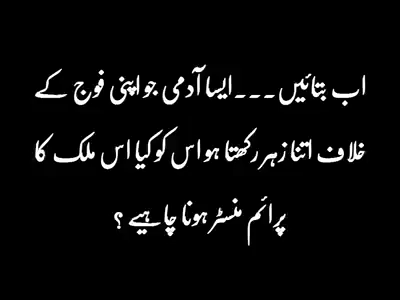 اب بتائیں ۔۔۔ ایسا آدمی جو اپنی فوج کے
خلاف اتنا زہر رکھتا ہو اس کو کیا اس ملک کا
پرائم منسٹر ہونا چاہیے ؟